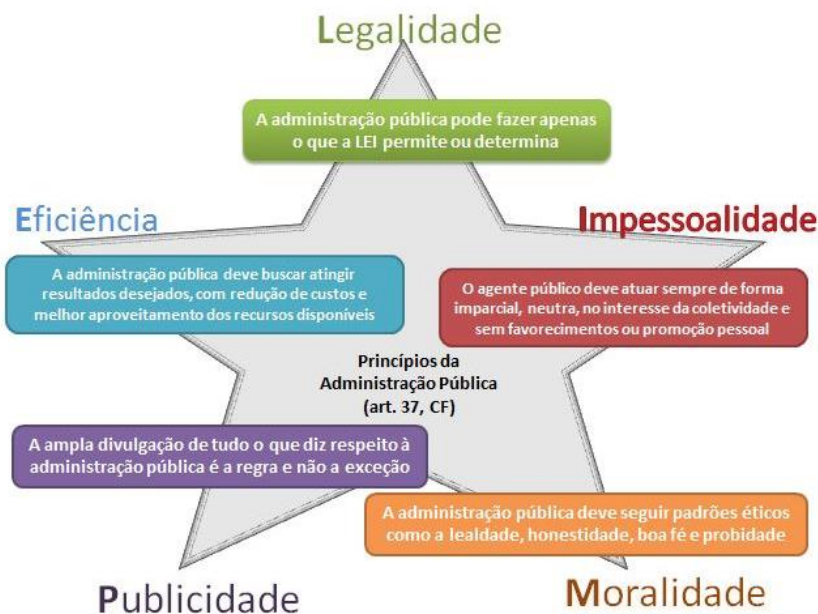 Legalidade
A administração pública pode fazer apenas
o que a LEI permite ou determina
Eficiência
Impessoalidade
A administração pública deve buscar atingir
resultados desejados, com redução de custos e
melhor aproveitamento dos recursos disponíveis
O agente público deve atuar sempre de forma
imparcial, neutra, no interesse da coletividade e
sem favorecimentos ou promoção pessoal
Princípios da
Administração Pública
(art. 37, CF)
A ampla divulgação de tudo o que diz respeito à
administração pública é a regra e não a exceção
A administração pública deve seguir padrões éticos
como a lealdade, honestidade, boa fé e probidade
Publicidade
Moralidade